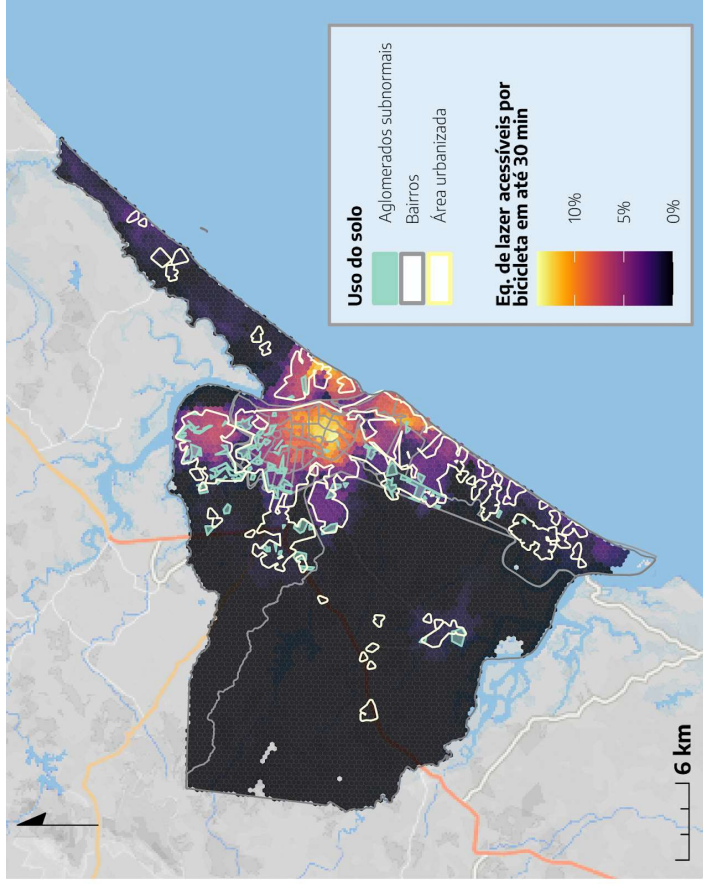 Uso do solo
Aglomerados subnormais
Bairros
Área urbanizada
Eq. de lazer acessíveis por
bicicleta em até 30 min
10%
5%
0%
6 km